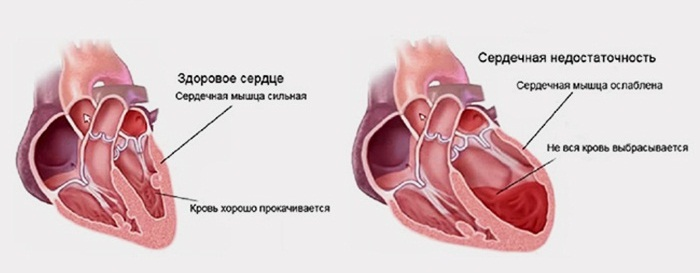 Здоровое сердце
Сердечная мышца сильная
Кровь хорошо прокачивается
Сердечная недостаточность
Сердечная мышца ослаблена
Не вся кровь выбрасывается